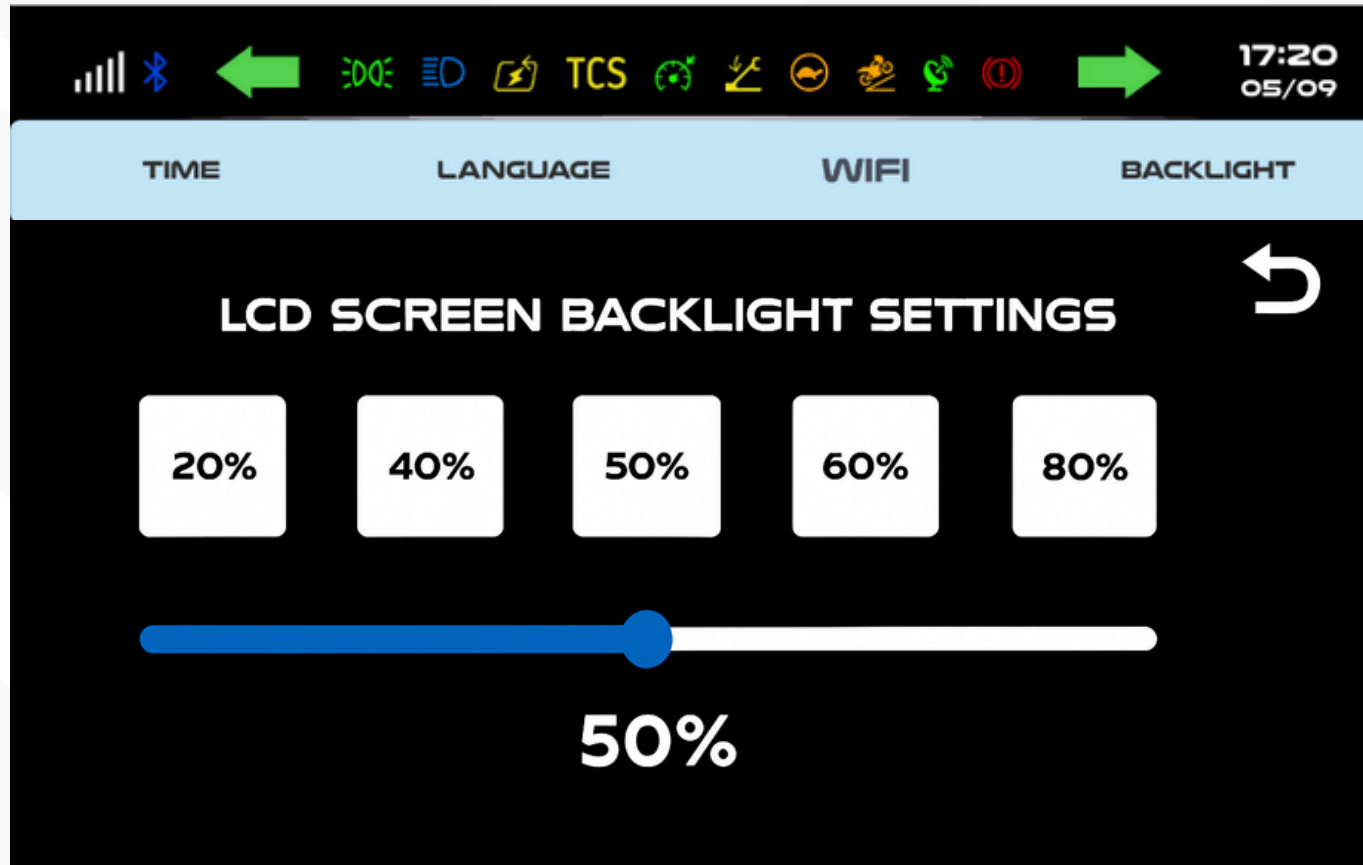 TCS
17:20
05/09
TIME LANGUAGE WIFI BACKLIGHT
LCD SCREEN BACKLIGHT SETTINGS
20% 40% 50% 60% 80%
50%